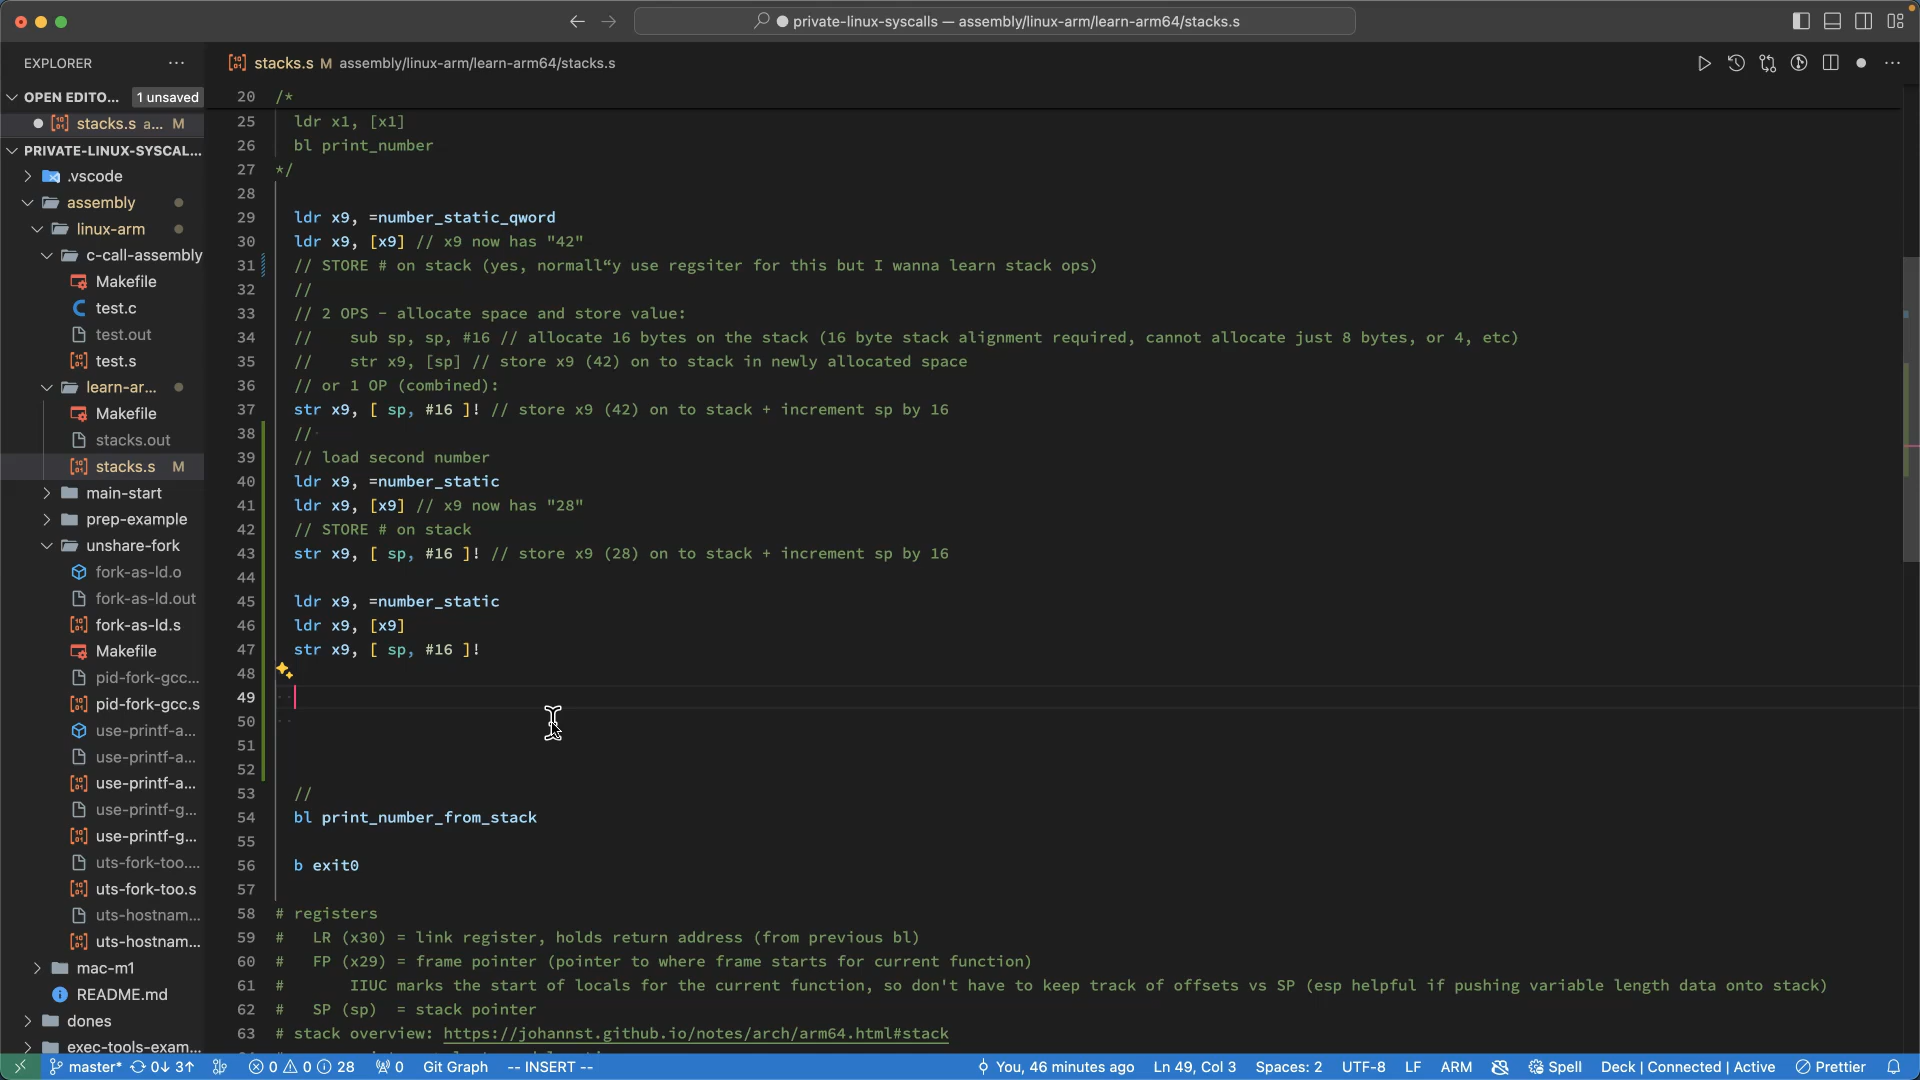 private-linux-syscalls — assembly/linux-arm/learn-arm64/stacks.s
EXPLORER
stacks.s M assembly/linux-arm/learn-arm64/stacks.s
OPEN EDITO... 1 unsaved
stacks.s a... M
PRIVATE-LINUX-SYSCAL...
.vscode
assembly
linux-arm
c-call-assembly
Makefile
test.c
test.out
test.s
learn-ar...
Makefile
stacks.out
stacks.s M
main-start
prep-example
unshare-fork
fork-as-ld.o
fork-as-ld.out
fork-as-ld.s
Makefile
pid-fork-gcc...
pid-fork-gcc.s
use-printf-a...
use-printf-a...
use-printf-a...
use-printf-g...
use-printf-g...
uts-fork-too....
uts-fork-too.s
uts-hostnam...
uts-hostnam...
mac-m1
README.md
dones
exec-tools-exam...
20 /*
25 ldr x1, [x1]
26 bl print_number
27 */
28
29 ldr x9, =number_static_qword
30 ldr x9, [x9] // x9 now has "42"
31 // STORE # on stack (yes, normall“y use regsiter for this but I wanna learn stack ops)
32 //
33 // 2 OPS - allocate space and store value:
34 // sub sp, sp, #16 // allocate 16 bytes on the stack (16 byte stack alignment required, cannot allocate just 8 bytes, or 4, etc)
35 // str x9, [sp] // store x9 (42) on to stack in newly allocated space
36 // or 1 OP (combined):
37 str x9, [ sp, #16 ]! // store x9 (42) on to stack + increment sp by 16
38 //
39 // load second number
40 ldr x9, =number_static
41 ldr x9, [x9] // x9 now has "28"
42 // STORE # on stack
43 str x9, [ sp, #16 ]! // store x9 (28) on to stack + increment sp by 16
44
45 ldr x9, =number_static
46 ldr x9, [x9]
47 str x9, [ sp, #16 ]!
48
49
50
51
52
53 //
54 bl print_number_from_stack
55
56 b exit0
57
58 # registers
59 # LR (x30) = link register, holds return address (from previous bl)
60 # FP (x29) = frame pointer (pointer to where frame starts for current function)
61 # IIUC marks the start of locals for the current function, so don't have to keep track of offsets vs SP (esp helpful if pushing variable length data onto stack)
62 # SP (sp) = stack pointer
63 # stack overview: https://johannst.github.io/notes/arch/arm64.html#stack
master* 0↓ 3↑ 0 0 28 0 Git Graph -- INSERT -- You, 46 minutes ago Ln 49, Col 3 Spaces: 2 UTF-8 LF ARM Spell Deck | Connected | Active Prettier